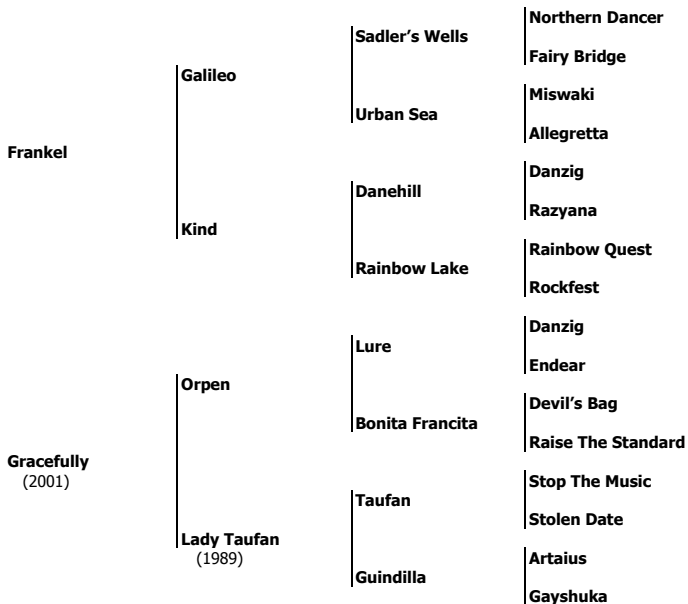 Northern Dancer
Sadler's Wells
Fairy Bridge
Galileo
Miswaki
Urban Sea
Allegretta
Frankel
Danzig
Danehill
Razyana
Kind
Rainbow Quest
Rainbow Lake
Rockfest
Danzig
Lure
Endear
Orpen
Devil's Bag
Bonita Francita
Raise The Standard
Gracefully
(2001)
Stop The Music
Taufan
Stolen Date
Lady Taufan
(1989)
Artaius
Guindilla
Gayshuka